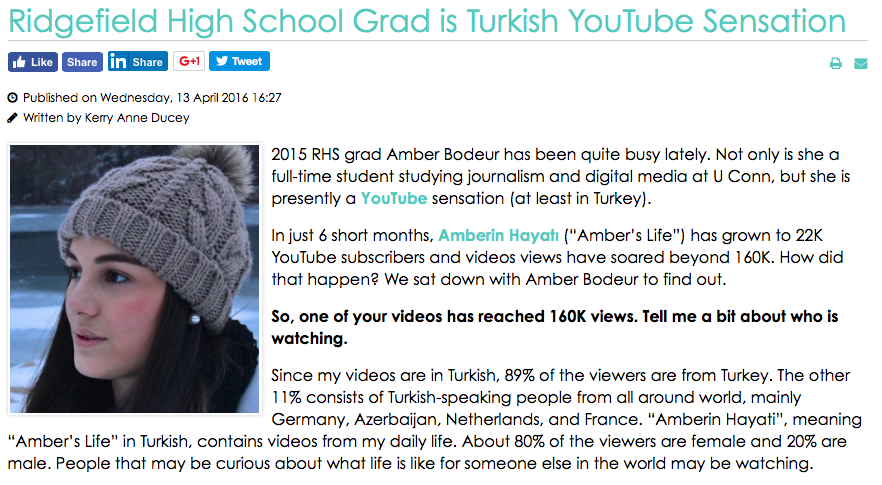 Ridgefield High School Grad is Turkish YouTube Sensation
Like Share Share G+1 Tweet
Published on Wednesday, 13 April 2016 16:27
Written by Kerry Anne Ducey
2015 RHS grad Amber Bodeur has been quite busy lately. Not only is she a
full-time student studying journalism and digital media at U Conn, but she is
presently a YouTube sensation (at least in Turkey).
In just 6 short months, Amberin Hayatı (“Amber’s Life”) has grown to 22K
YouTube subscribers and videos views have soared beyond 160K. How did
that happen? We sat down with Amber Bodeur to find out.
So, one of your videos has reached 160K views. Tell me a bit about who is
watching.
Since my videos are in Turkish, 89% of the viewers are from Turkey. The other
11% consists of Turkish-speaking people from all around world, mainly
Germany, Azerbaijan, Netherlands, and France. “Amberin Hayati”, meaning
“Amber’s Life” in Turkish, contains videos from my daily life. About 80% of the viewers are female and 20% are
male. People that may be curious about what life is like for someone else in the world may be watching.